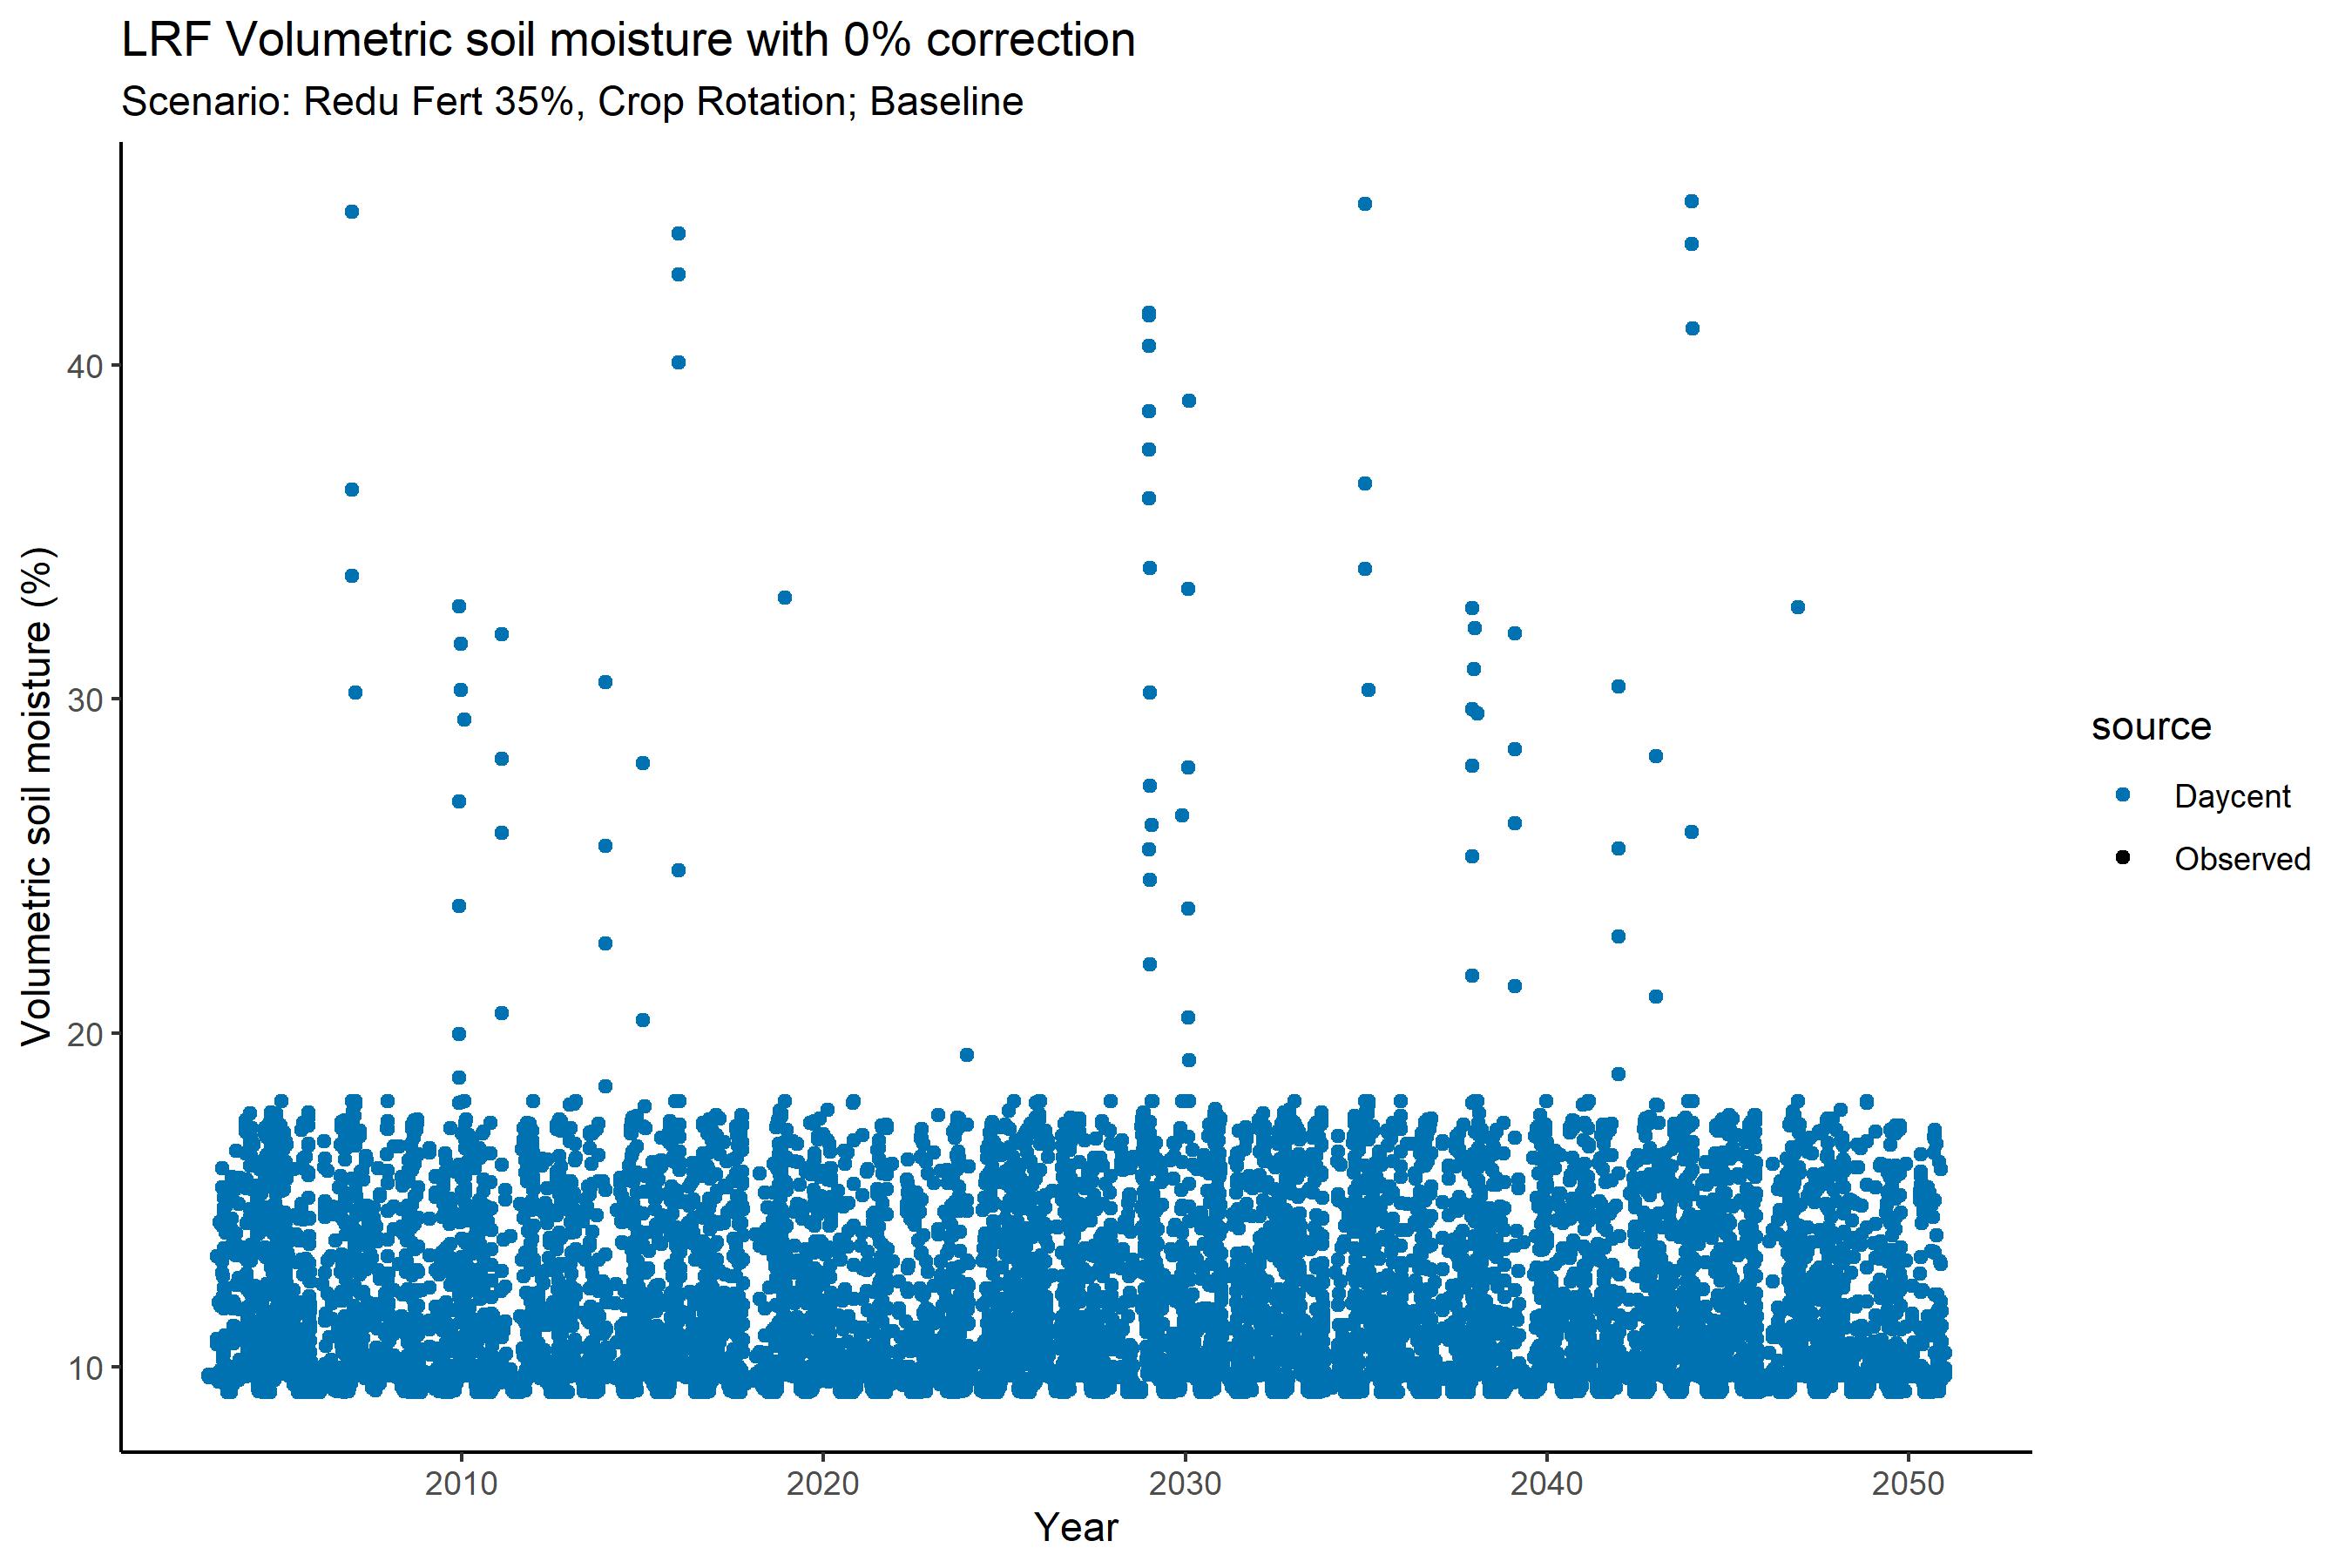 LRF Volumetric soil moisture with 0% correction
Scenario: Redu Fert 35%, Crop Rotation; Baseline
Volumetric soil moisture (%)
40
30
20
10
2010 2020 2030 2040 2050
Year
source
Daycent
Observed